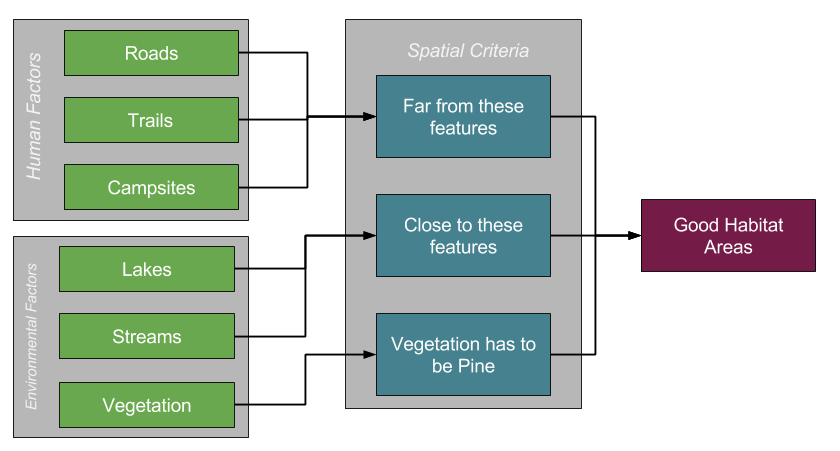 Human Factors
Roads
Trails
Campsites
Environmental Factors
Lakes
Streams
Vegetation
Spatial Criteria
Far from these
features
Close to these
features
Vegetation has to
be Pine
Good Habitat
Areas